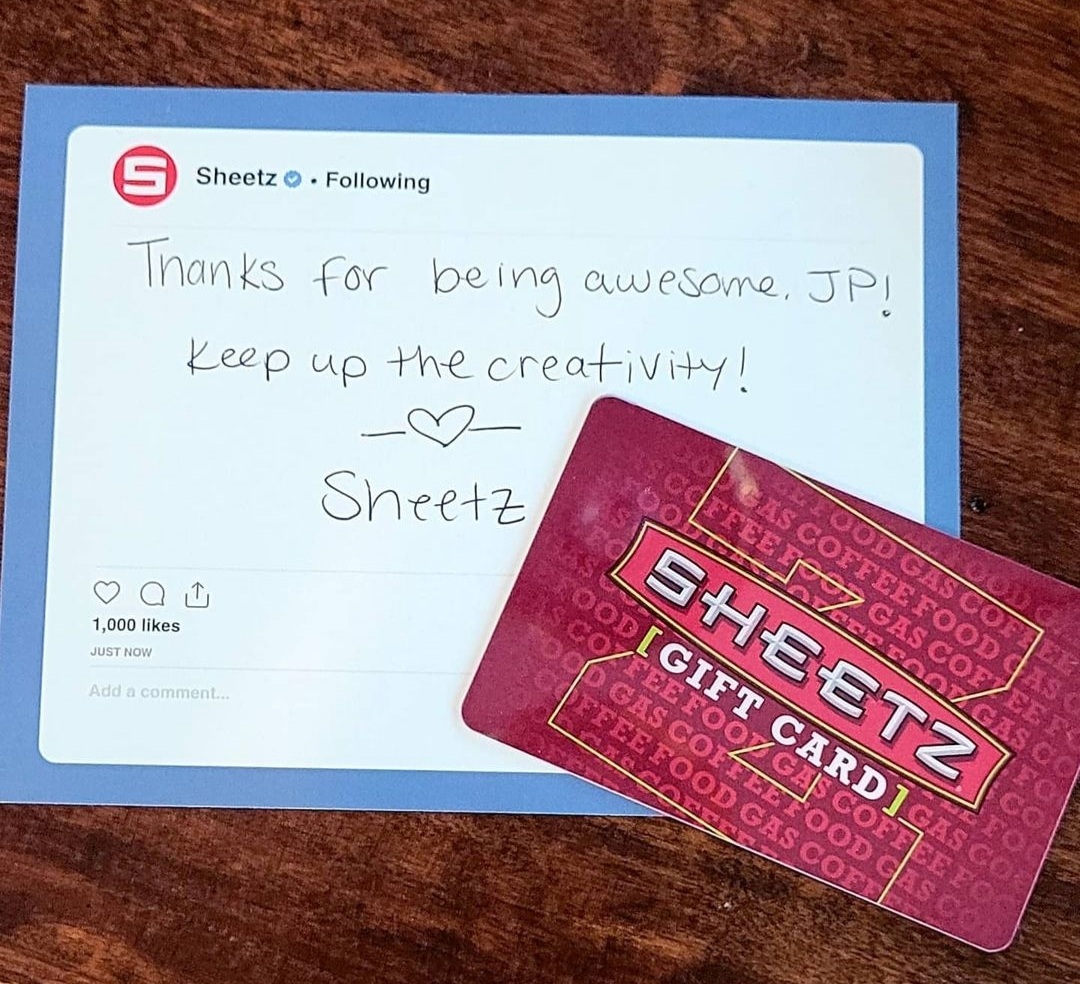 Sheetz • Following
Thanks for being awesome, JP!
Keep up the creativity!
Sheetz
1,000 likes
JUST NOW
Add a comment...
SHEETZ
[GIFT CARD]